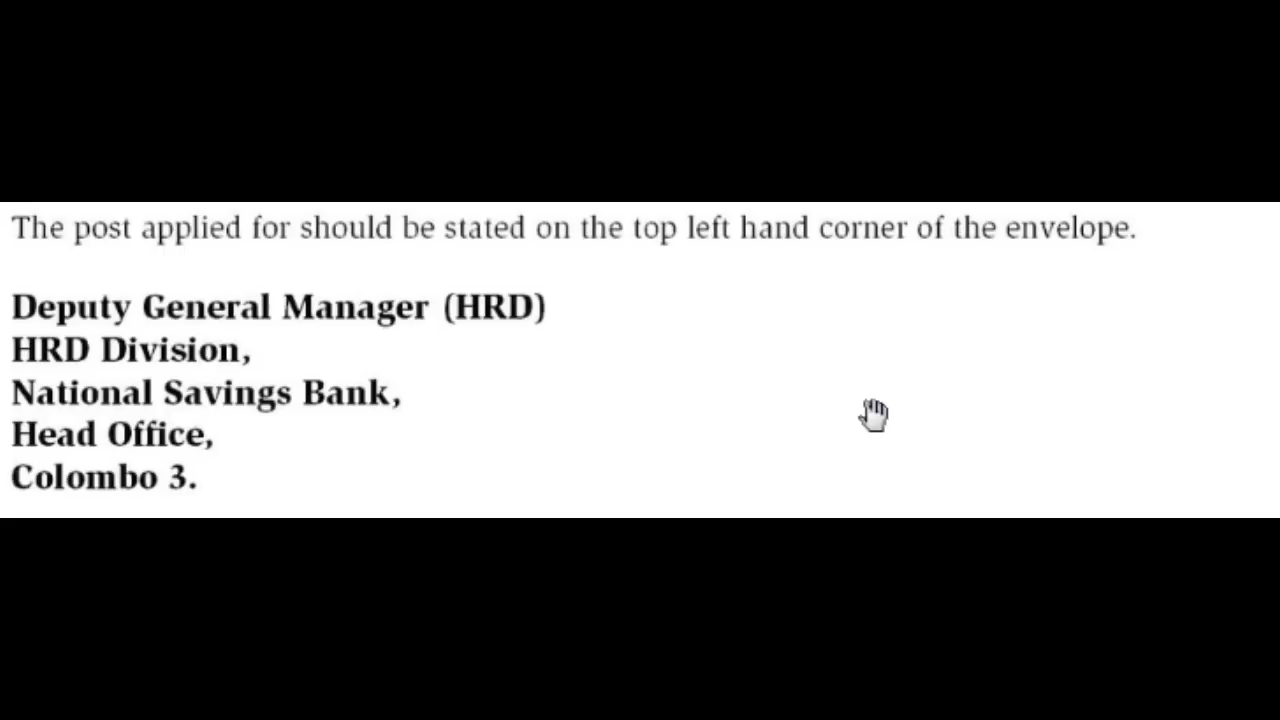 The post applied for should be stated on the top left hand corner of the envelope.
Deputy General Manager (HRD)
HRD Division,
National Savings Bank,
Head Office,
Colombo 3.